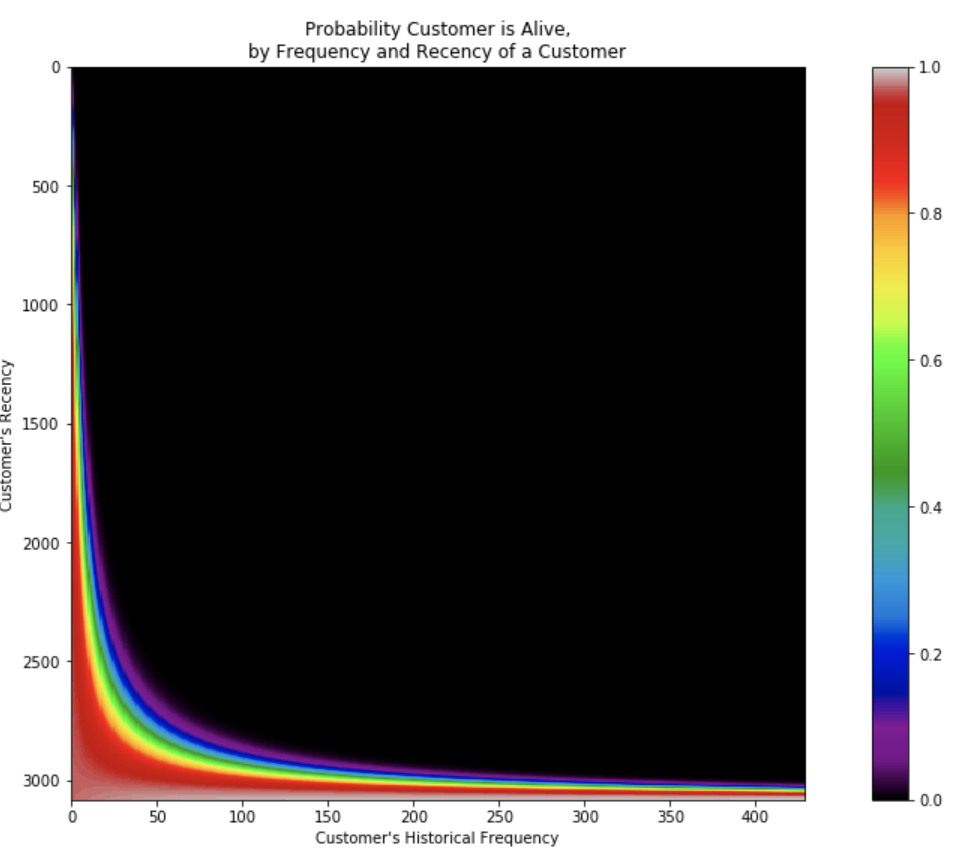 Probability Customer is Alive,
by Frequency and Recency of a Customer
0
500
1000
1500
2000
2500
3000
Customer's Recency
0 50 100 150 200 250 300 350 400
Customer's Historical Frequency
1.0
0.8
0.6
0.4
0.2
0.0